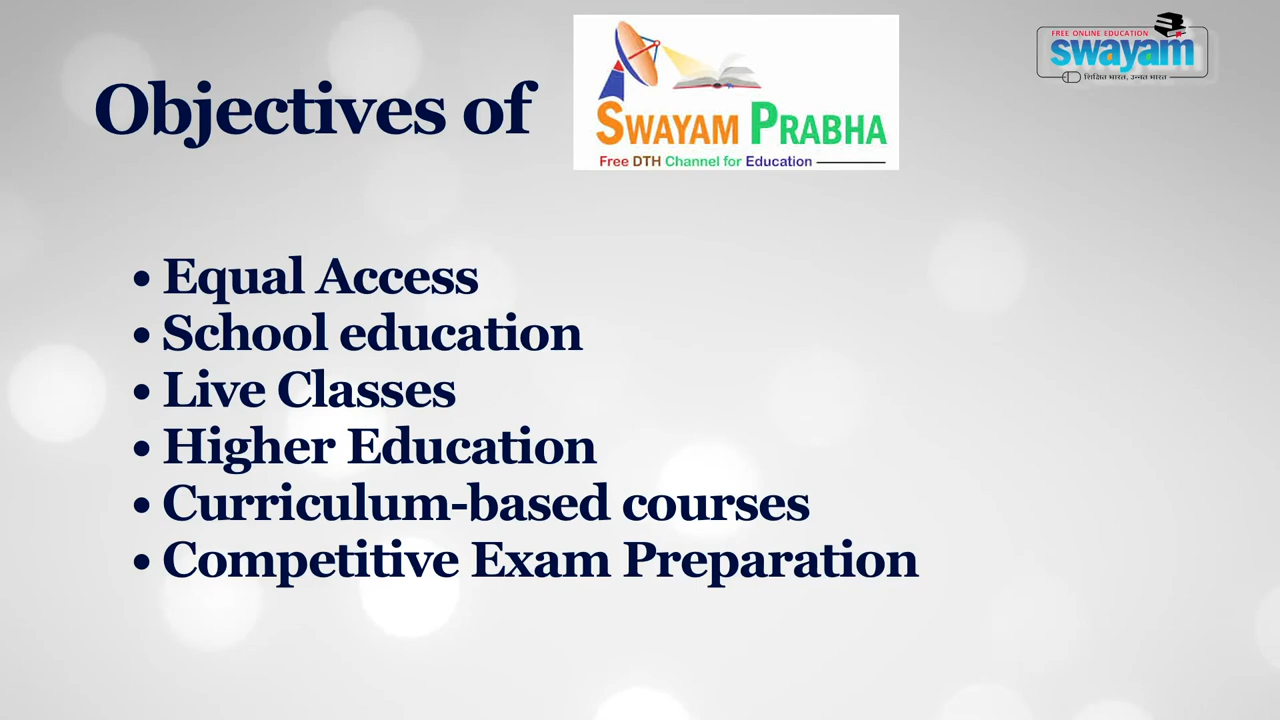 Objectives of
SWAYAM PRABHA
Free DTH Channel for Education
FREE ONLINE EDUCATION
swayam
शिक्षित भारत, उन्नत भारत
• Equal Access
• School education
• Live Classes
• Higher Education
• Curriculum-based courses
• Competitive Exam Preparation